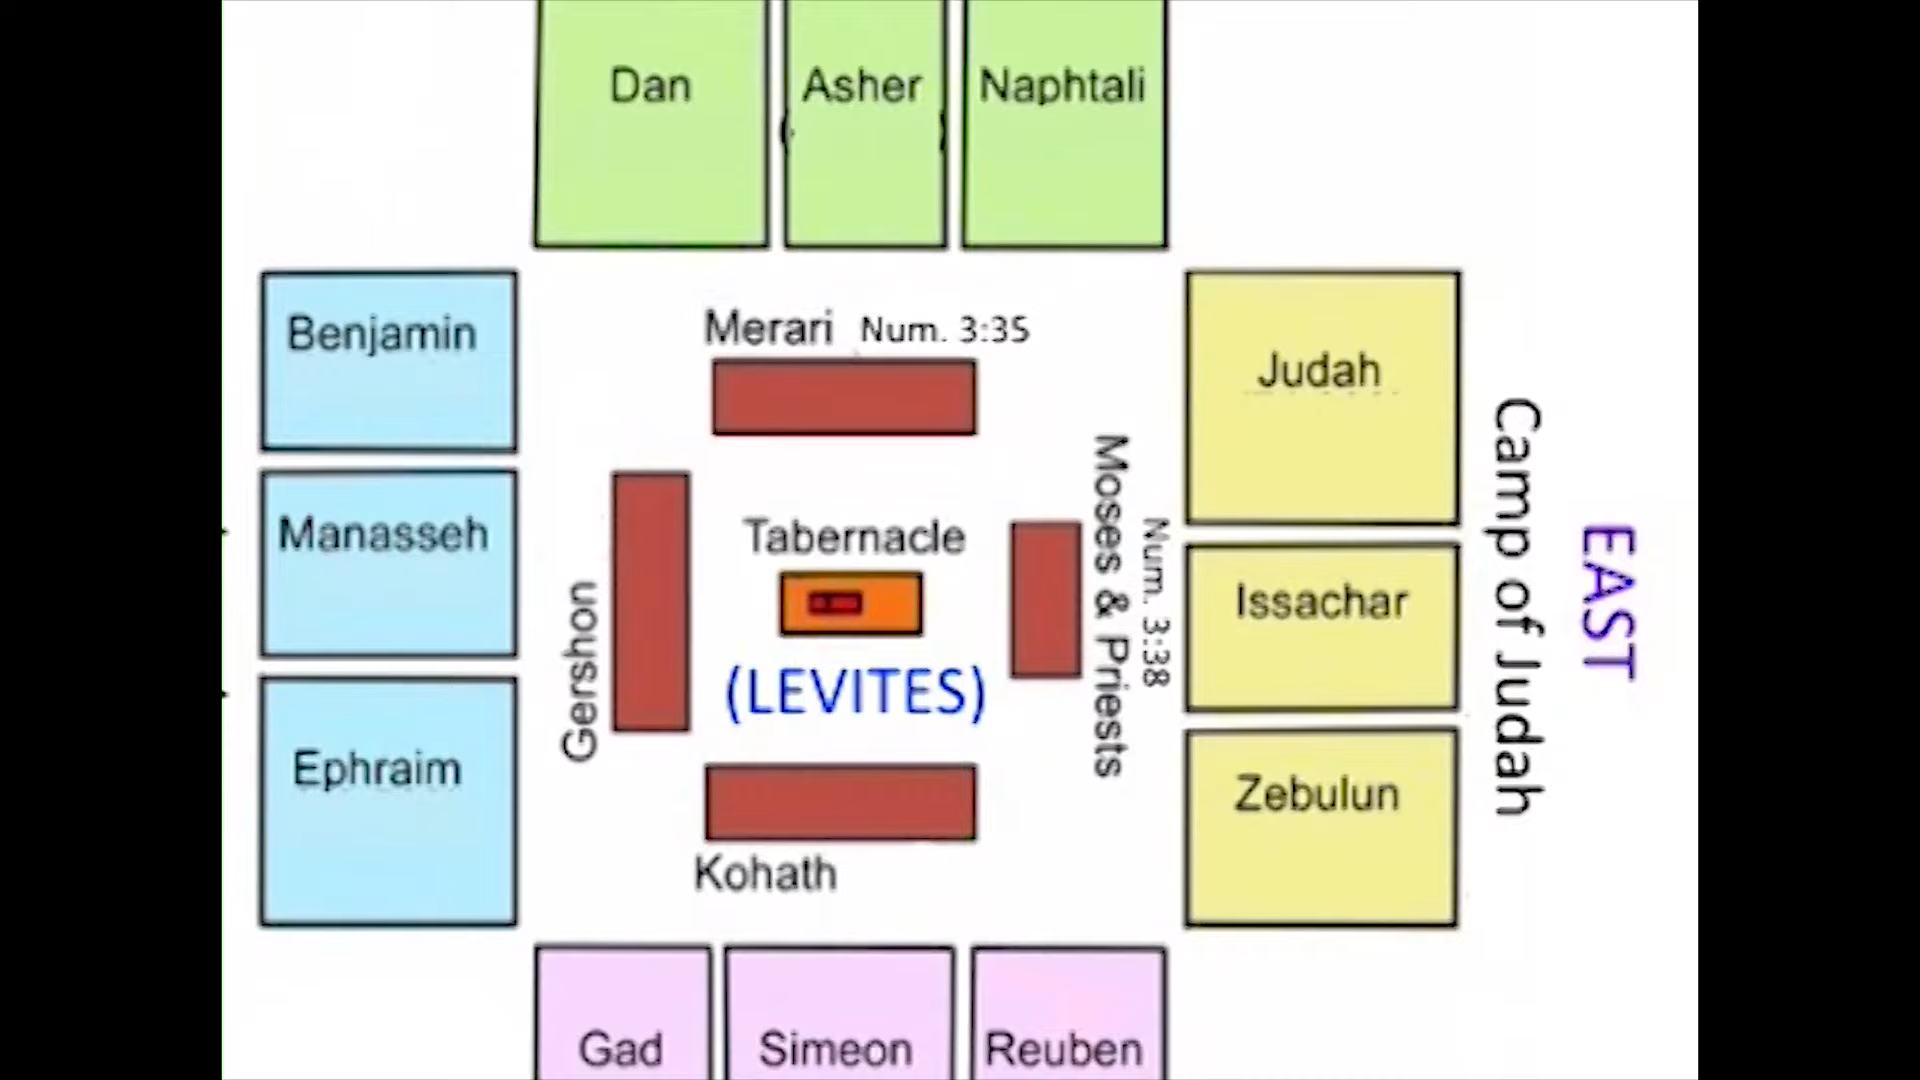 Dan
Asher
Naphtali
Benjamin
Merari Num. 3:35
Judah
Manasseh
Tabernacle
Gershon
(LEVITES)
Moses & Priests
Num. 3:38
Issachar
Camp of Judah
EAST
Ephraim
Zebulun
Kohath
Gad
Simeon
Reuben